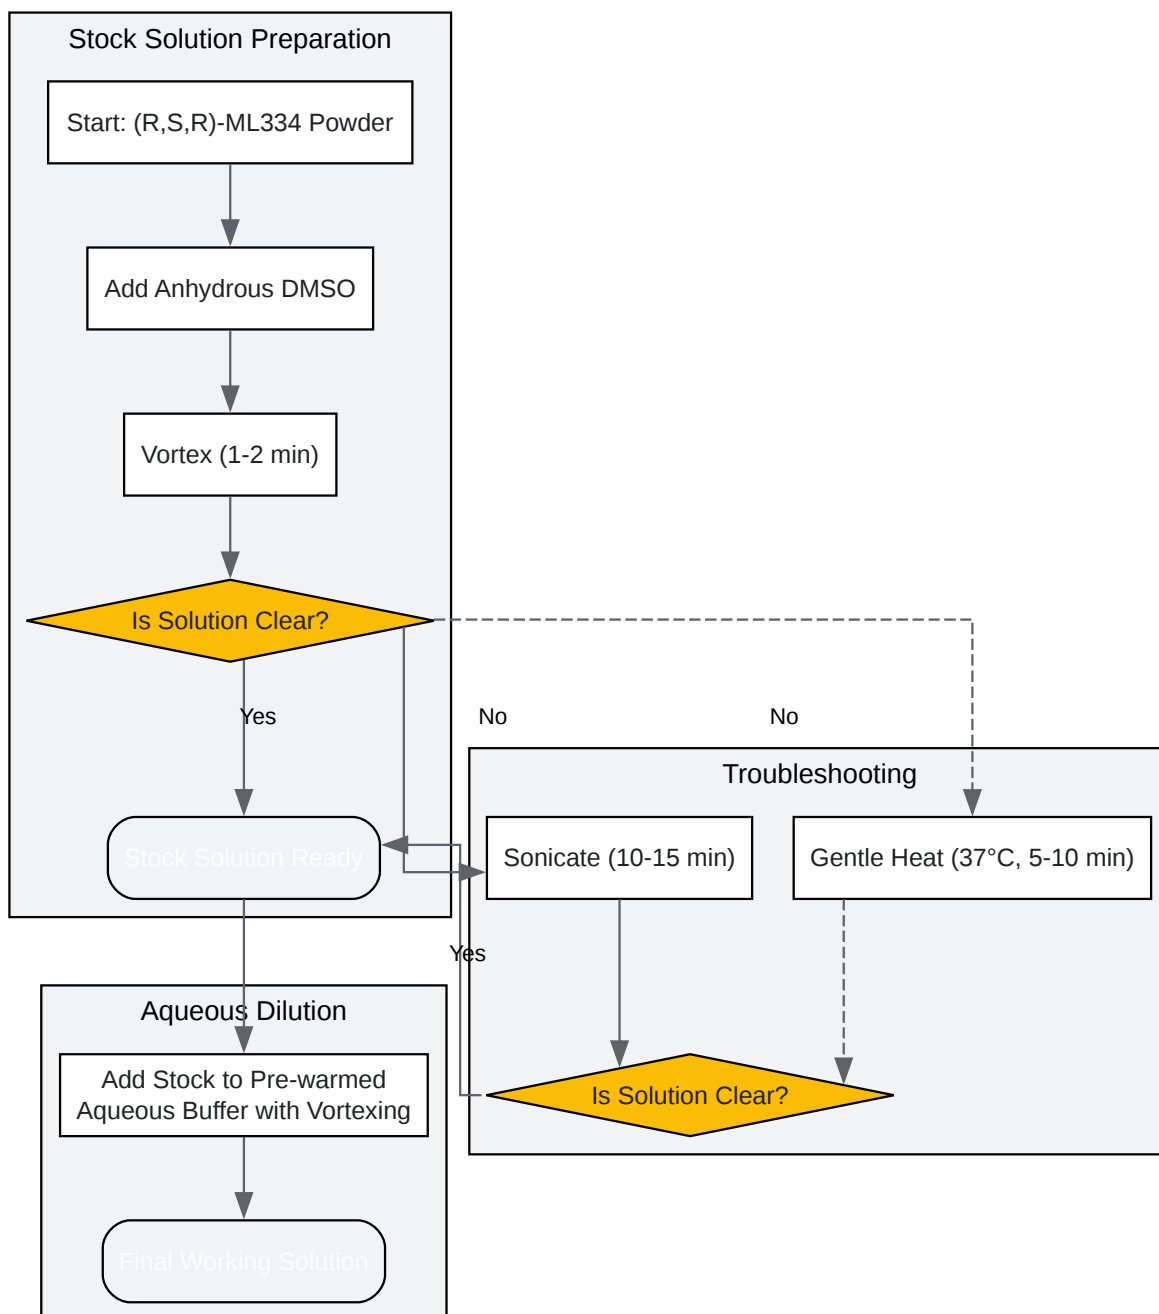 Stock Solution Preparation
Start: (R,S,R)-ML334 Powder
Add Anhydrous DMSO
Vortex (1-2 min)
Is Solution Clear?
Yes
No
No
Stock Solution Ready
Troubleshooting
Sonicate (10-15 min)
Gentle Heat (37°C, 5-10 min)
Yes
Is Solution Clear?
Aqueous Dilution
Add Stock to Pre-warmed
Aqueous Buffer with Vortexing
Final Working Solution